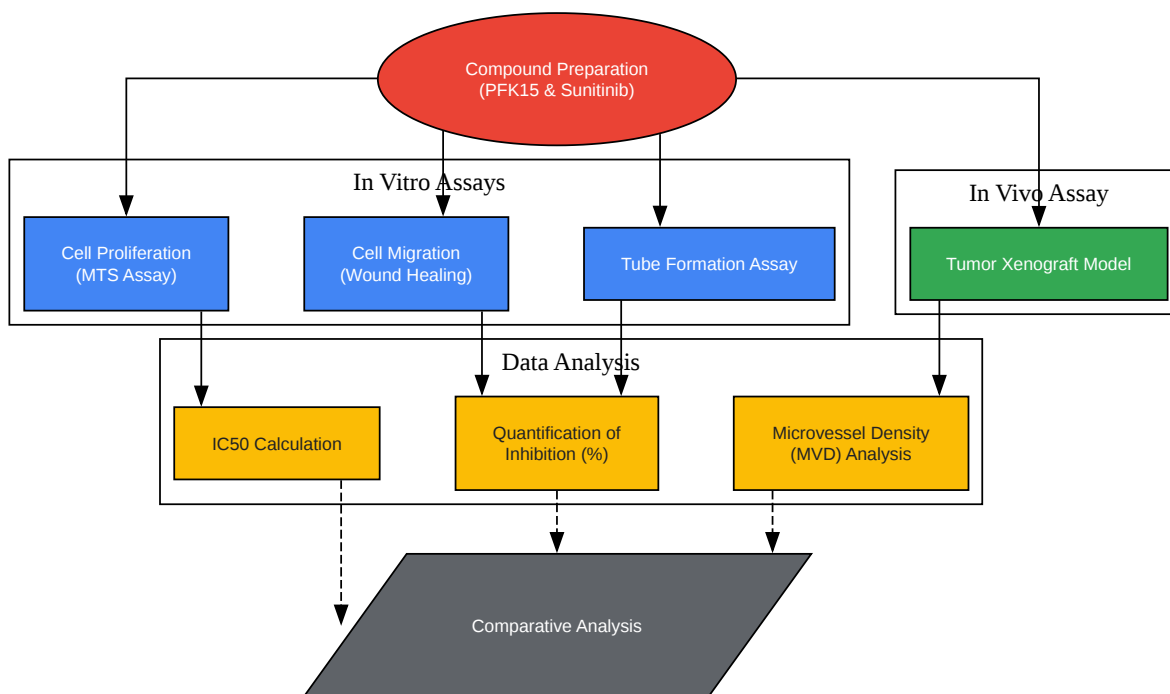 Compound Preparation
(PFK15 & Sunitinib)
In Vitro Assays
In Vivo Assay
Cell Proliferation
(MTS Assay)
Cell Migration
(Wound Healing)
Tube Formation Assay
Tumor Xenograft Model
Data Analysis
IC50 Calculation
Quantification of
Inhibition (%)
Microvessel Density
(MVD) Analysis
Comparative Analysis